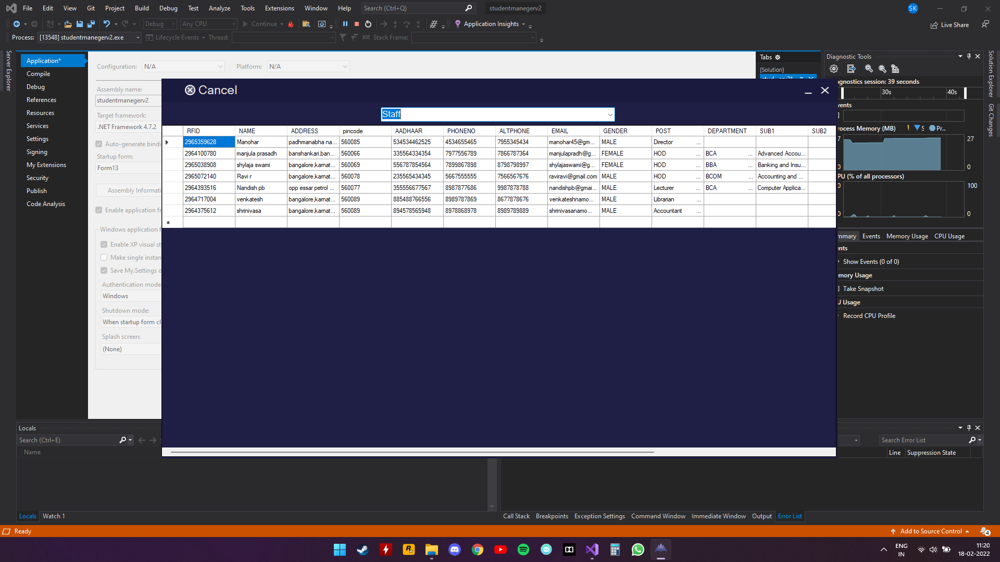 File Edit View Git Project Build Debug Test Analyze Tools Extensions Window Help Search (Ctrl+Q) studentmanegerv2 SK
Debug Any CPU Continue Application Insights Live Share
Process: [13548] studentmanegerv2.exe Lifecycle Events Thread: Stack Frame:
Server Explorer
Application*
Compile
Debug
References
Resources
Services
Settings
Signing
My Extensions
Security
Publish
Code Analysis
Configuration: N/A Platform: N/A
Assembly name:
studentmanegerv2
Target framework:
.NET Framework 4.7.2
Auto-generate bindi
Startup form:
Form13
Assembly Informati
Enable application fr
Windows application f
Enable XP visual st
Make single instan
Save My.Settings o
Authentication mode:
Windows
Shutdown mode:
When startup form cl
Splash screen:
(None)
Cancel
Staff
RFID NAME ADDRESS pincode AADHAAR PHONENO ALTPHONE EMAIL GENDER POST DEPARTMENT SUB1 SUB2
2965359628 Manohar padhmanabha na... 560085 534534462525 4534655465 7955345434 manohar45@gm... MALE Director ...
2964100780 manjula prasadh banshankari,ban... 560066 335564334354 7977556789 7866787364 manjulapradh@g... FEMALE HOD ... BCA ... Advanced Accou...
2965038908 shylaja swami bangalore,karnat... 560069 556787854564 7899867898 8798798997 shylajaswami@g... FEMALE HOD ... BBA ... Banking and Insu...
2965072140 Ravi r bangalore,karnat... 560078 235565434345 5667555555 7566567676 raviravi@gmail.com MALE HOD ... BCOM ... Accounting and ...
2964393516 Nandish pb opp essar petrol ... 560077 355556677567 8987877686 9987878788 nandishpb@gmai... MALE Lecturer ... BCA ... Computer Applica...
2964717004 venkatesh bangalore,karnat... 560089 885488766556 8989787869 8677878676 venkateshnamo... MALE Librarian ...
2964375612 shrinivasa bangalore,karnat... 560089 894578565948 8978868978 8989789889 shrinivasanamo... MALE Accountant ...
Tabs
[Solution]
Diagnostic Tools
gnostics session: 39 seconds
30s 40s
vents
rocess Memory (MB) S Pr...
7 27
0 0
PU (% of all processors)
0 100
0 0
mmary Events Memory Usage CPU Usage
ents
Show Events (0 of 0)
mory Usage
Take Snapshot
U Usage
Record CPU Profile
Solution Explorer
Git Changes
Locals
Search (Ctrl+E)
Name
Locals Watch 1
Search Error List
Line Suppression State
Call Stack Breakpoints Exception Settings Command Window Immediate Window Output Error List
Ready
Add to Source Control 4
ENG
IN
11:20
18-02-2022